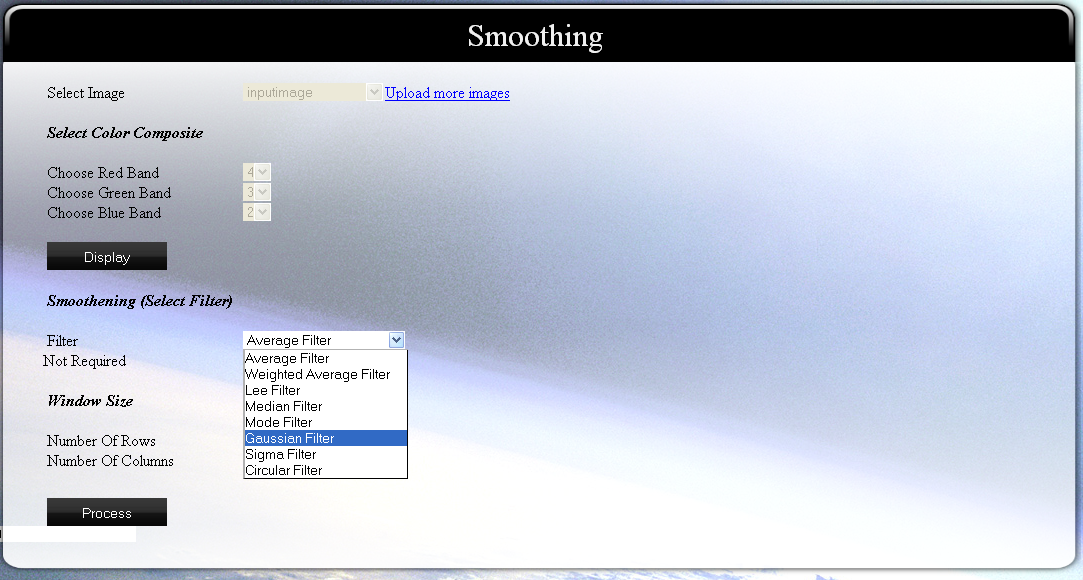 Smoothing
Select Image inputimage Upload more images
Select Color Composite
Choose Red Band 4
Choose Green Band 3
Choose Blue Band 2
Display
Smoothening (Select Filter)
Filter Average Filter
Not Required Average Filter
Weighted Average Filter
Lee Filter
Window Size Median Filter
Mode Filter
Number Of Rows Gaussian Filter
Number Of Columns Sigma Filter
Circular Filter
Process